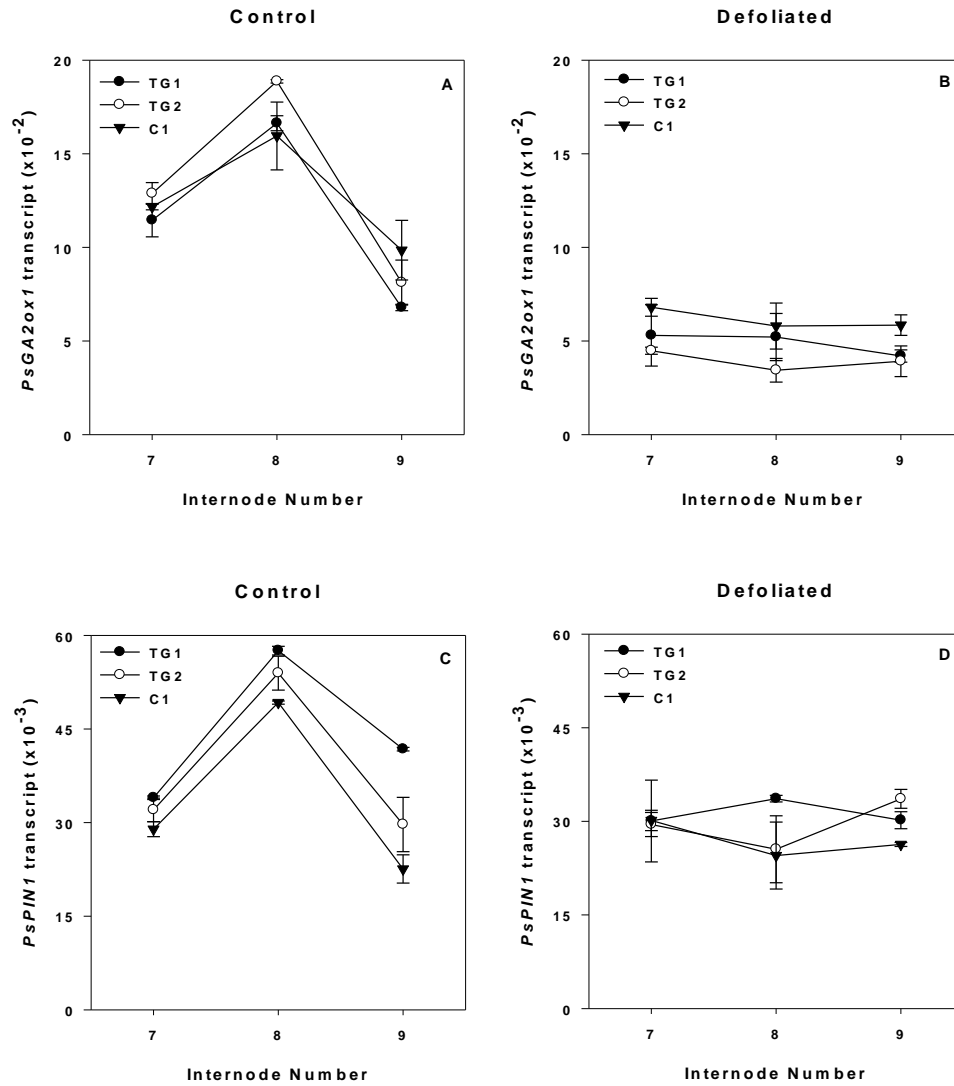 Control
20
15
10
5
0
PsGA2ox1 transcript (x10-2)
TG1
TG2
C1
A
7 8 9
Internode Number
Defoliated
20
15
10
5
0
PsGA2ox1 transcript (x10-2)
TG1
TG2
C1
B
7 8 9
Internode Number
Control
60
45
30
15
0
PsPIN1 transcript (x10-3)
TG1
TG2
C1
C
7 8 9
Internode Number
Defoliated
60
45
30
15
0
PsPIN1 transcript (x10-3)
TG1
TG2
C1
D
7 8 9
Internode Number